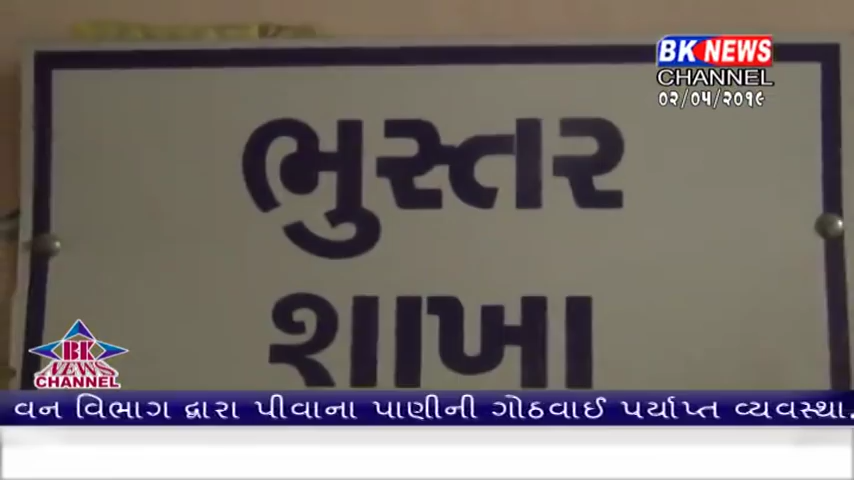 BK NEWS
CHANNEL
૦૨/૦૫/૨૦૧૯
ભુસ્તર
શાખા
BK
NEWS
CHANNEL
વન વિભાગ દ્વારા પીવાના પાણીની ગોઠવાઈ પર્યાપ્ત વ્યવસ્થા.